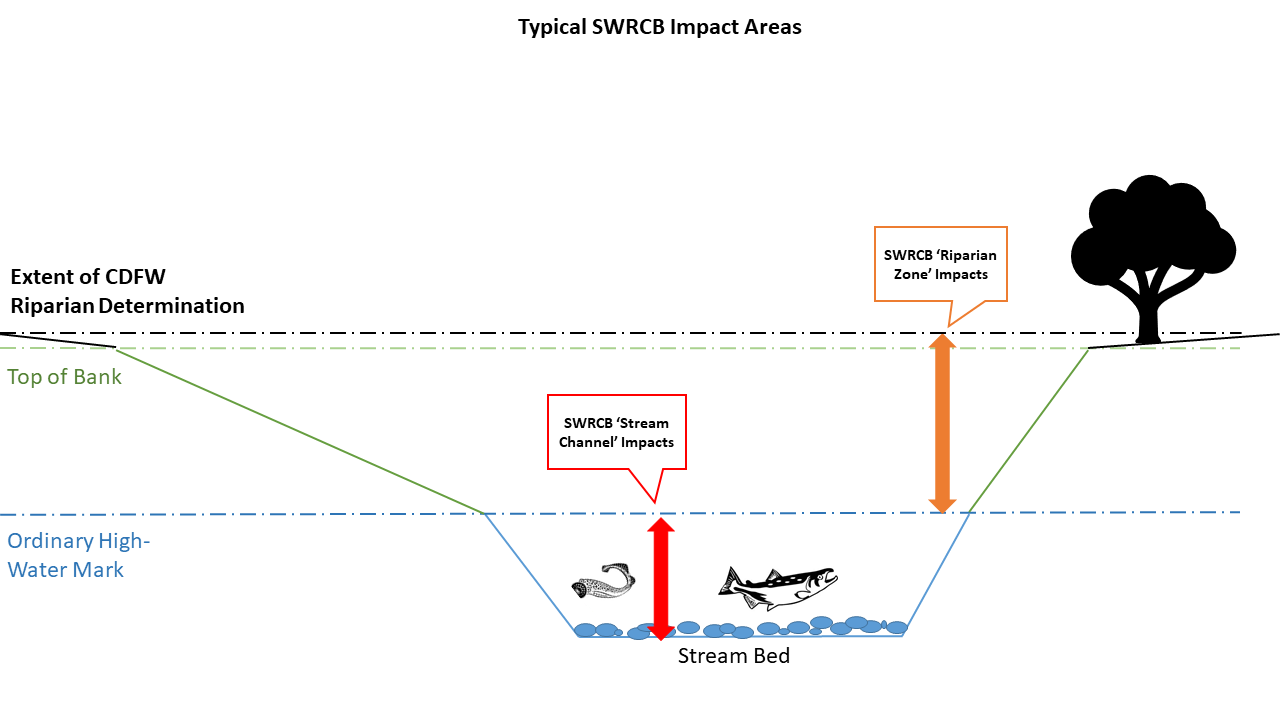 Typical SWRCB Impact Areas
SWRCB ‘Riparian
Zone’ Impacts
Extent of CDFW
Riparian Determination
Top of Bank
SWRCB ‘Stream
Channel’ Impacts
Ordinary High-
Water Mark
Stream Bed